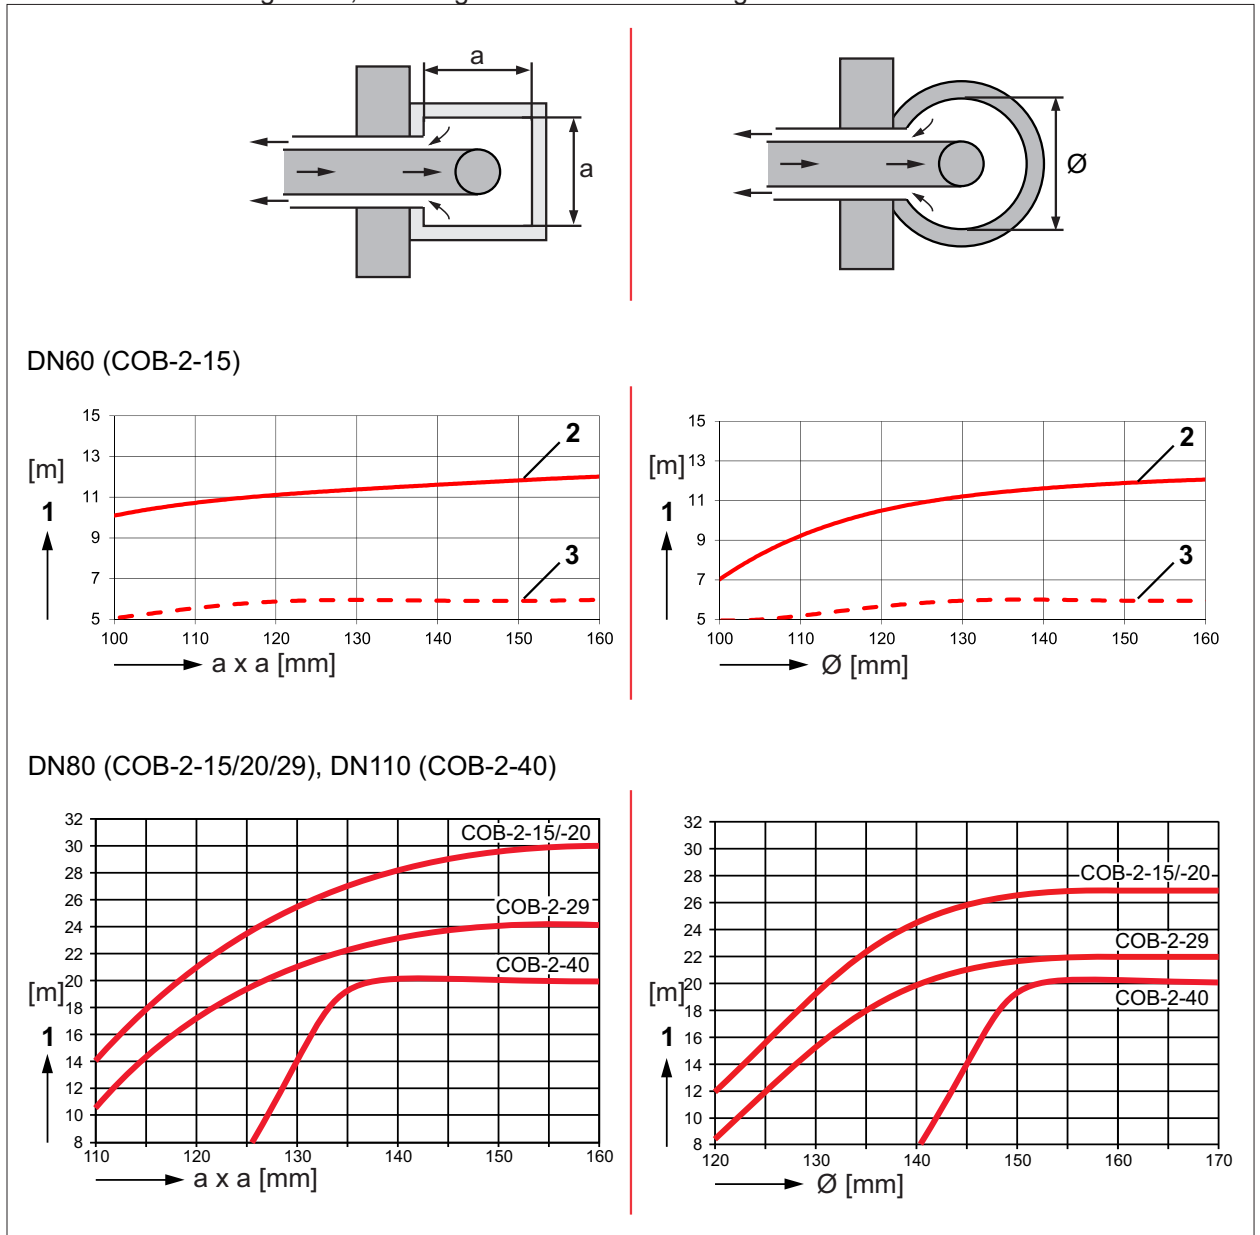 a
a
Ø
DN60 (COB-2-15)
15
13
11
9
7
5
[m]
1
2
3
100 110 120 130 140 150 160
a x a [mm]
15
13
11
9
7
5
[m]
1
2
3
100 110 120 130 140 150 160
Ø [mm]
DN80 (COB-2-15/20/29), DN110 (COB-2-40)
32
30
28
26
24
22
20
18
16
14
12
10
8
[m]
1
COB-2-15/-20
COB-2-29
COB-2-40
110 120 130 140 150 160
a x a [mm]
32
30
28
26
24
22
20
18
16
14
12
10
8
[m]
1
COB-2-15/-20
COB-2-29
COB-2-40
120 130 140 150 160 170
Ø [mm]